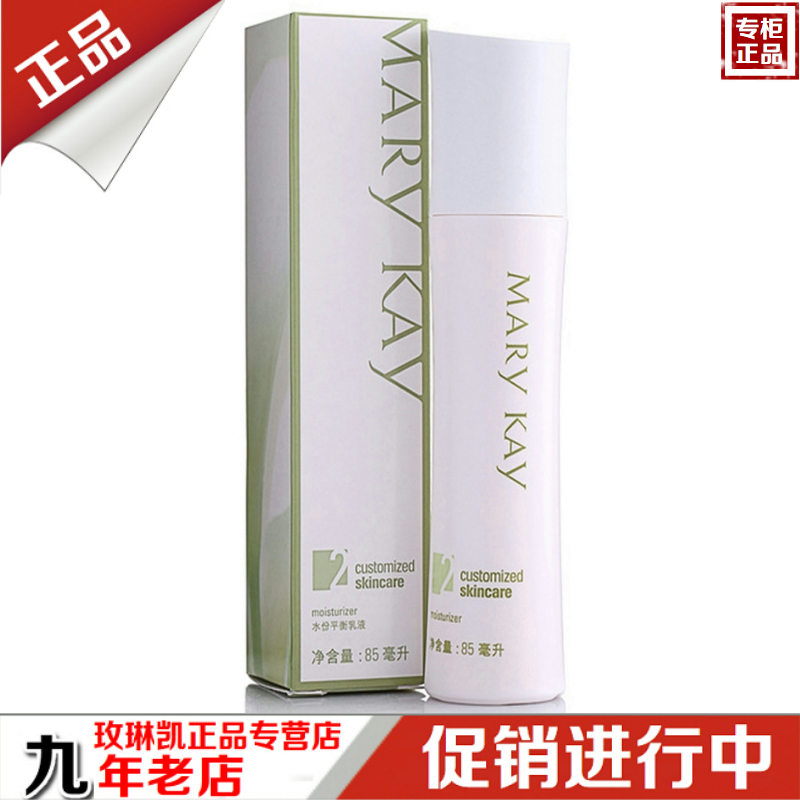 正品
专柜
正品
MARY KAY
MARY KAY
2
customized
skincare
moisturizer
水份平衡乳液
净含量:85 毫升
2
customized
skincare
moisturizer
净含量:85 毫升
玫琳凯正品专营店
九年老店
促销进行中